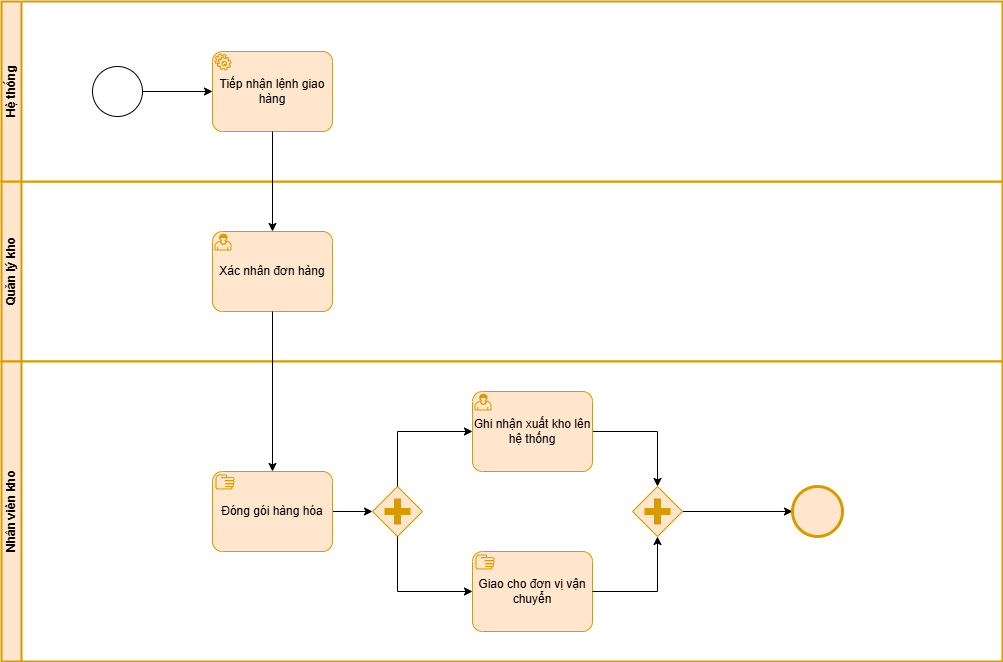 Hệ thống
Tiếp nhận lệnh giao
hàng
Quản lý kho
Xác nhân đơn hàng
Nhân viên kho
Ghi nhận xuất kho lên
hệ thống
Đóng gói hàng hóa
Giao cho đơn vị vận
chuyển